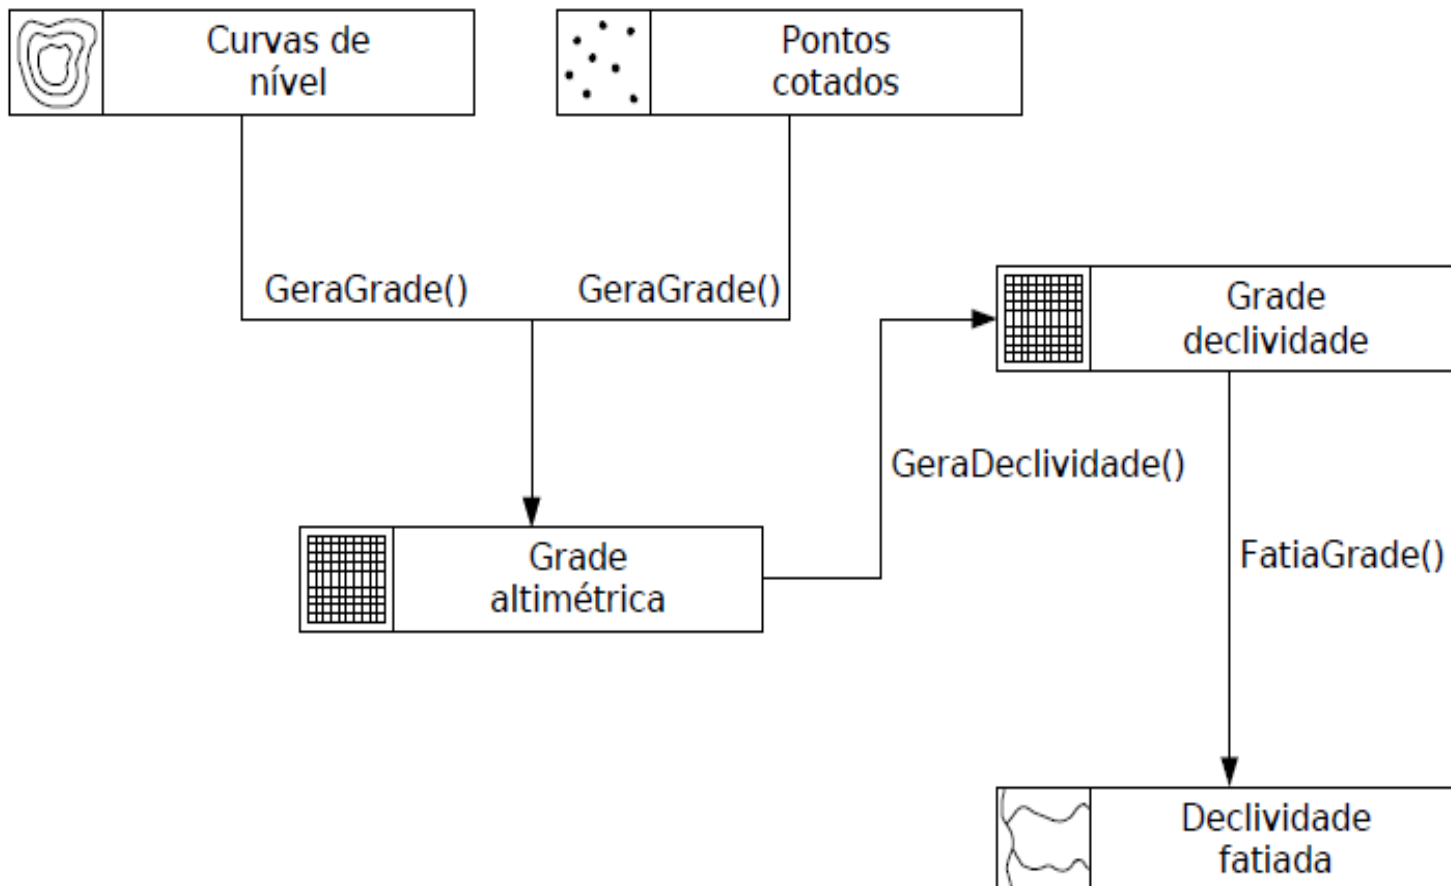 Curvas de
nível
Pontos
cotados
GeraGrade()
GeraGrade()
Grade
declividade
GeraDeclividade()
Grade
altimétrica
FatiaGrade()
Declividade
fatiada